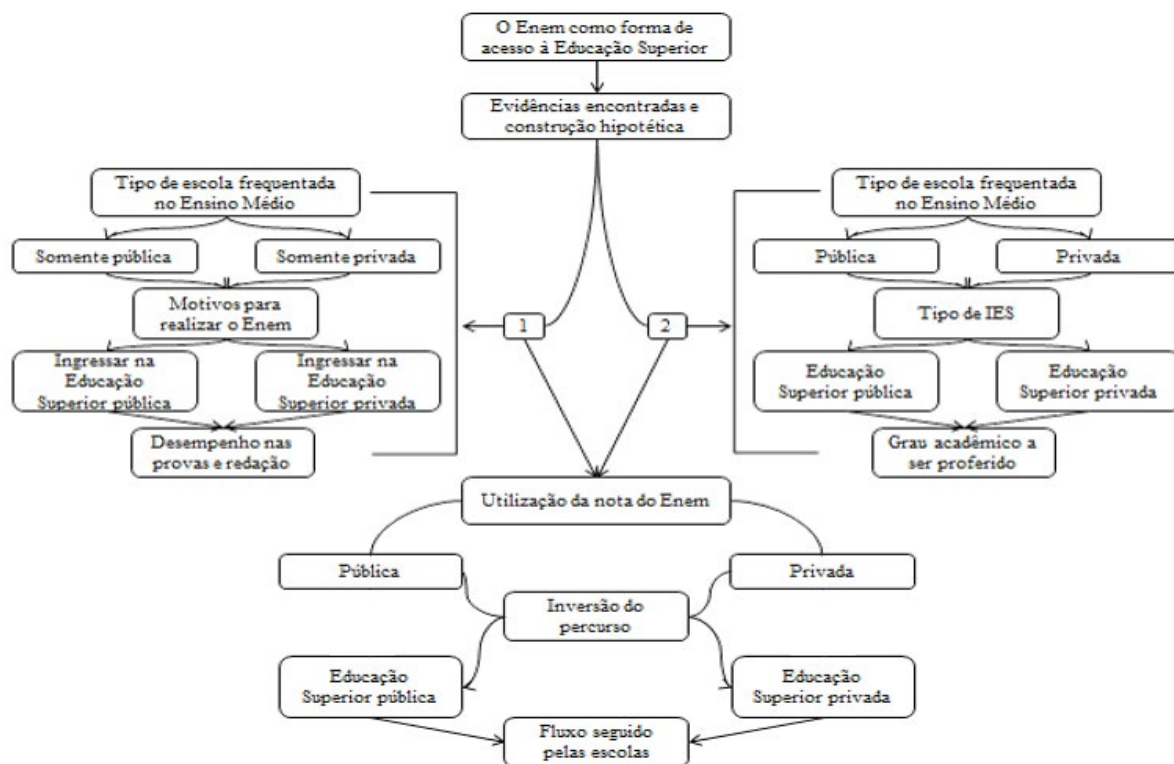 O Enem como forma de
acesso à Educação Superior
Evidências encontradas e
construção hipotética
Tipo de escola frequentada
no Ensino Médio
Somente pública
Somente privada
Motivos para
realizar o Enem
Ingressar na
Educação
Superior pública
Ingressar na
Educação
Superior privada
Desempenho nas
provas e redação
1
2
Tipo de escola frequentada
no Ensino Médio
Pública
Privada
Tipo de IES
Educação
Superior pública
Educação
Superior privada
Grau acadêmico a
ser proferido
Utilização da nota do Enem
Pública
Privada
Inversão do
percurso
Educação
Superior pública
Educação
Superior privada
Fluxo seguido
pelas escolas